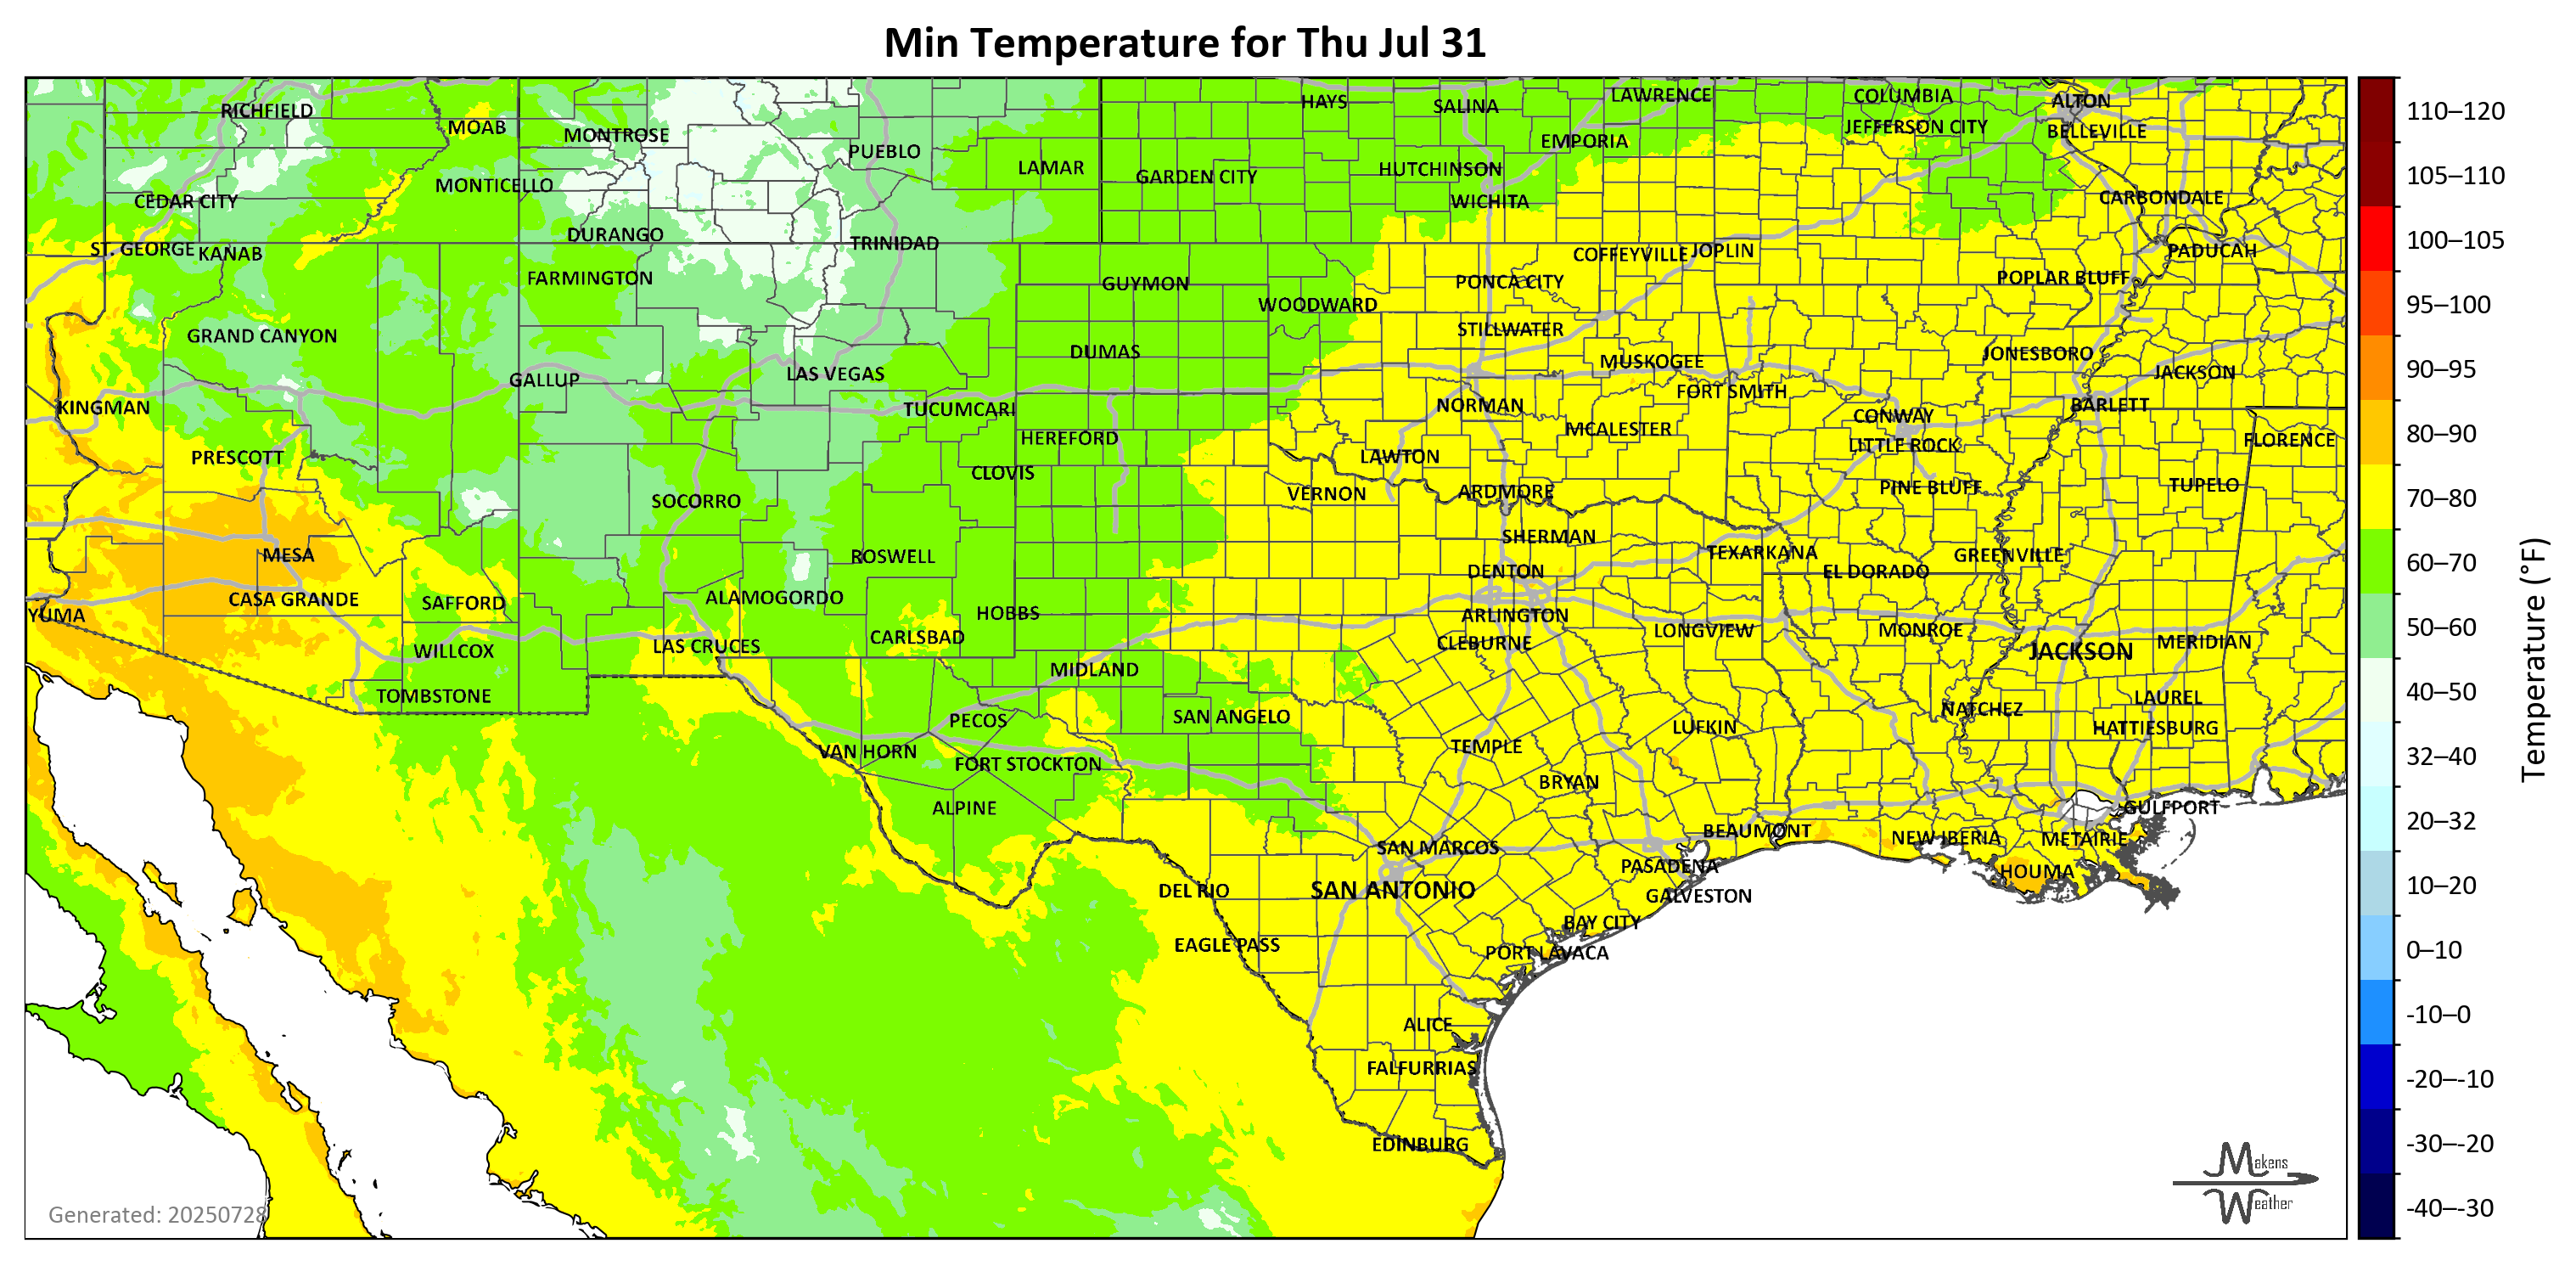 Min Temperature for Thu Jul 31
RICHFIELD
MOAB
MONTROSE
PUEBLO
LAMAR
HAYS
SALINA
LAWRENCE
COLUMBIA
ALTON
EMPORIA
JEFFERSON CITY
BELLEVILLE
CEDAR CITY
MONTICELLO
GARDEN CITY
HUTCHINSON
WICHITA
CARBONDALE
ST. GEORGE
KANAB
DURANGO
TRINIDAD
COFFEYVILLE
JOPLIN
PADUCAH
FARMINGTON
GUYMON
PONCA CITY
POPLAR BLUFF
WOODWARD
GRAND CANYON
STILLWATER
DUMAS
MUSKOGEE
JONESBORO
KINGMAN
GALLUP
LAS VEGAS
FORT SMITH
JACKSON
TUCUMCARI
NORMAN
CONWAY
BARLETT
PRESCOTT
HEREFORD
MCALESTER
LITTLE ROCK
FLORENCE
CLOVIS
LAWTON
SOCORRO
VERNON
ARDMORE
PINE BLUFF
TUPELO
MESA
ROSWELL
SHERMAN
TEXARKANA
GREENVILLE
YUMA
CASA GRANDE
SAFFORD
ALAMOGORDO
HOBBS
DENTON
EL DORADO
ARLINGTON
WILLCOX
LAS CRUCES
CARLSBAD
CLEBURNE
LONGVIEW
MONROE
JACKSON
MERIDIAN
TOMBSTONE
MIDLAND
PECOS
SAN ANGELO
NATCHEZ
LAUREL
VAN HORN
FORT STOCKTON
TEMPLE
LUFKIN
HATTIESBURG
ALPINE
BRYAN
GULFPORT
SAN MARCOS
BEAUMONT
NEW IBERIA
METAIRIE
DEL RIO
SAN ANTONIO
PASADENA
HOUMA
GALVESTON
EAGLE PASS
BAY CITY
PORT LAVACA
ALICE
FALFURRIAS
EDINBURG
Generated: 20250728
Makens
Weather
110–120
105–110
100–105
95–100
90–95
80–90
70–80
60–70
50–60
40–50
32–40
20–32
10–20
0–10
-10–0
-20–-10
-30–-20
-40–-30
Temperature (°F)